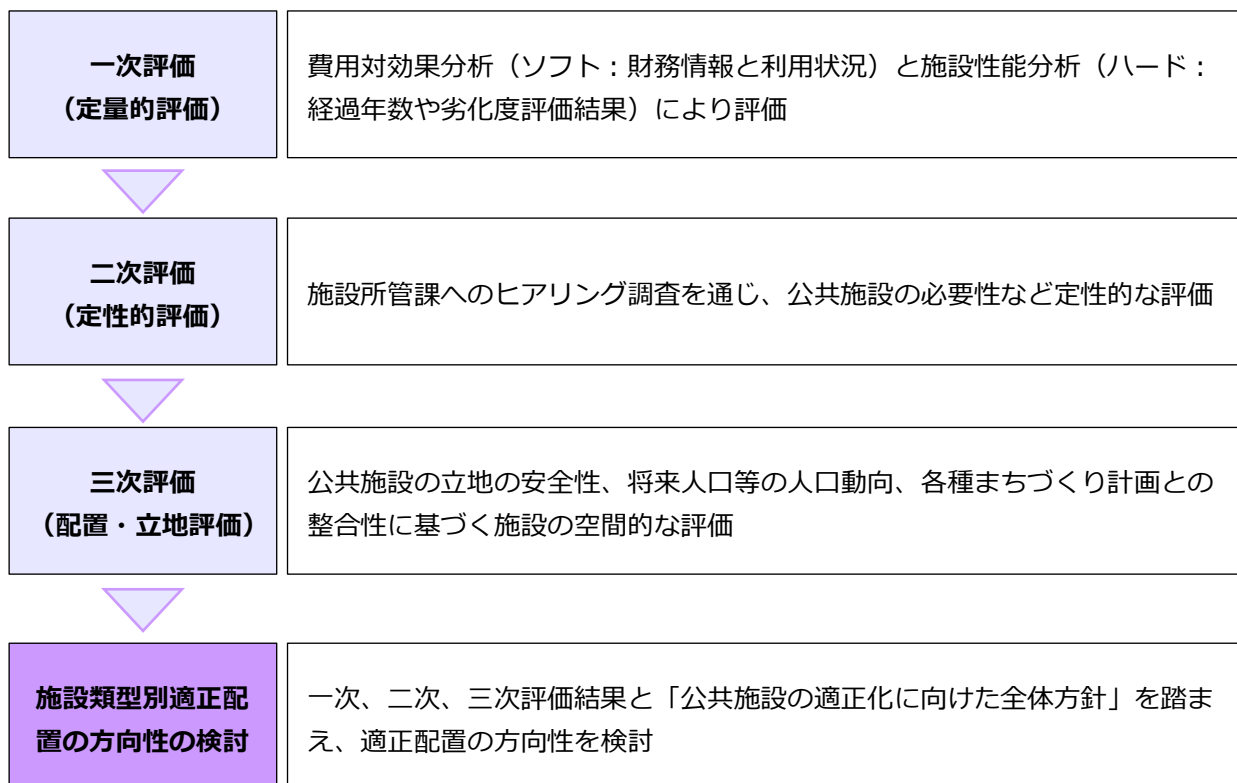 一次評価
（定量的評価）
費用対効果分析（ソフト：財務情報と利用状況）と施設性能分析（ハード：
経過年数や劣化度評価結果）により評価
二次評価
（定性的評価）
施設所管課へのヒアリング調査を通じ、公共施設の必要性など定性的な評価
三次評価
（配置・立地評価）
公共施設の立地の安全性、将来人口等の人口動向、各種まちづくり計画との
整合性に基づく施設の空間的な評価
施設類型別適正配
置の方向性の検討
一次、二次、三次評価結果と「公共施設の適正化に向けた全体方針」を踏ま
え、適正配置の方向性を検討